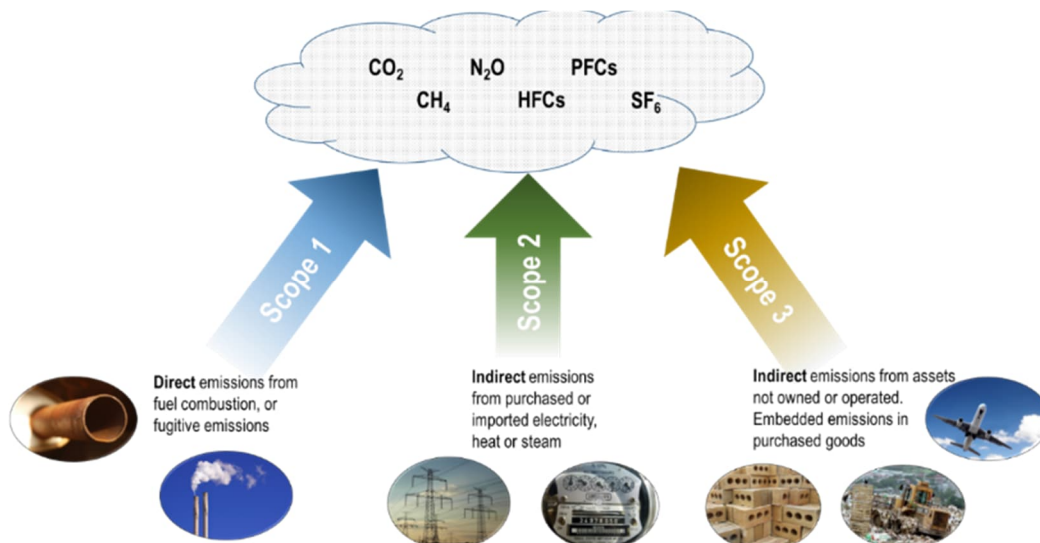 CO₂ N₂O PFCs
CH₄ HFCs SF₆
Scope 1
Scope 2
Scope 3
Direct emissions from
fuel combustion, or
fugitive emissions
Indirect emissions
from purchased or
imported electricity,
heat or steam
Indirect emissions from assets
not owned or operated.
Embedded emissions in
purchased goods